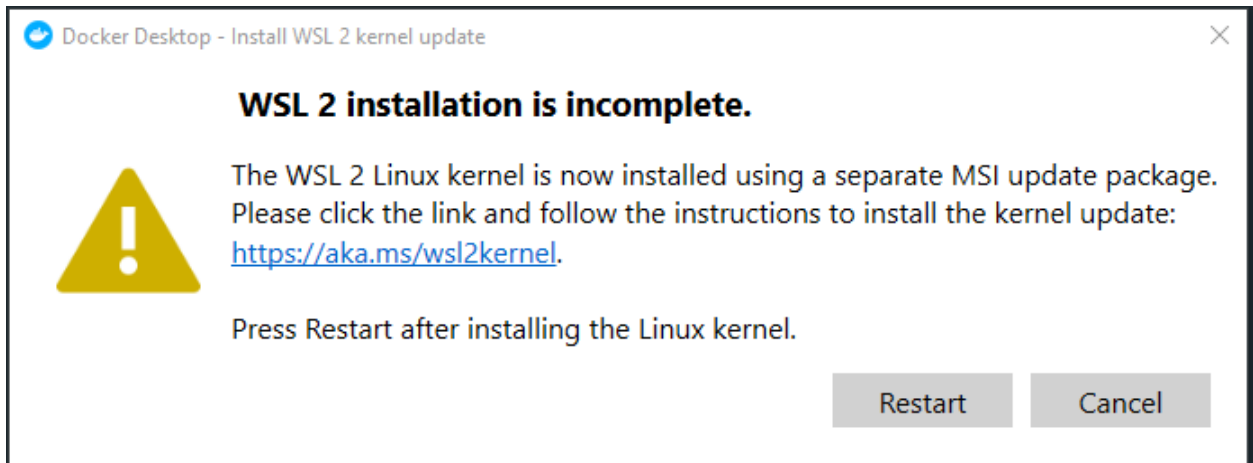 Docker Desktop - Install WSL 2 kernel update
WSL 2 installation is incomplete.
The WSL 2 Linux kernel is now installed using a separate MSI update package.
Please click the link and follow the instructions to install the kernel update:
https://aka.ms/wsl2kernel.
Press Restart after installing the Linux kernel.
Restart Cancel